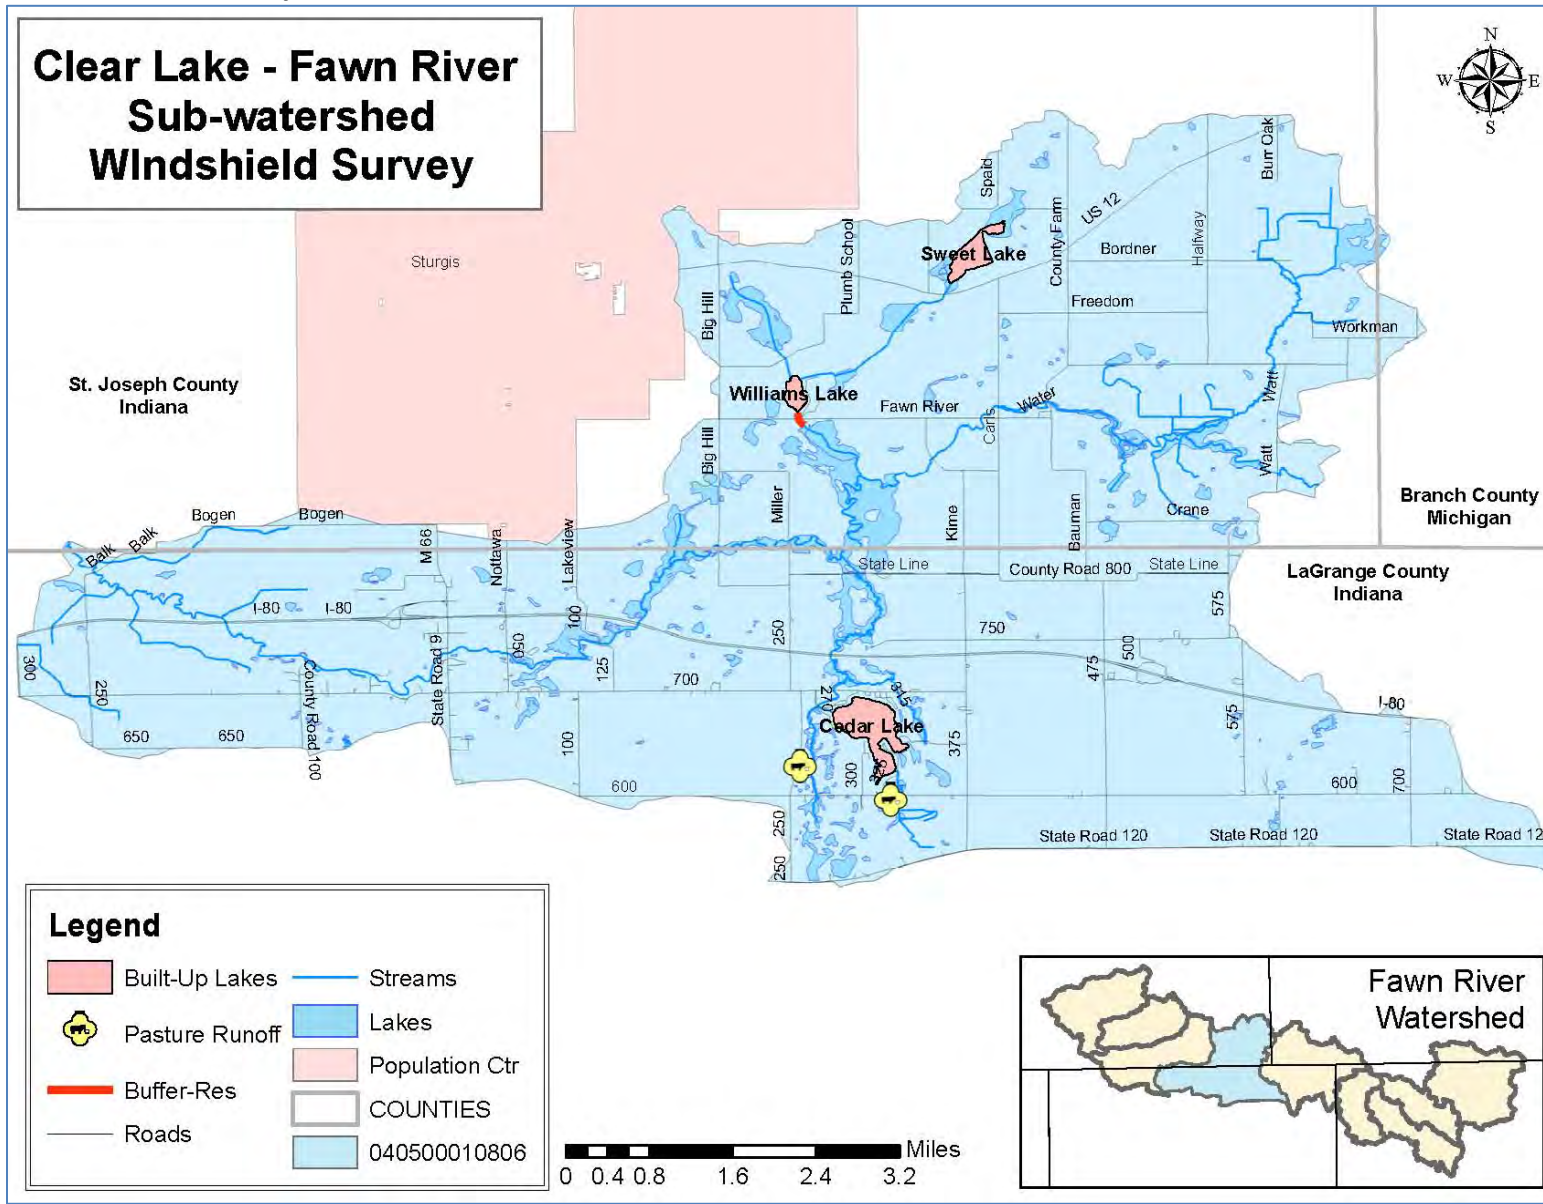 Clear Lake - Fawn River
Sub-watershed
WIndshield Survey
N
W
E
S
Spaid
Burr Oak
US 12
County Farm
Halfway
Plumb School
Sweet Lake
Bordner
Sturgis
Big Hill
Freedom
Workman
St. Joseph County
Indiana
Williams Lake
Fawn River
Carls
Water
Watt
Big Hill
Watt
Miller
Kime
Bauman
Crane
Branch County
Michigan
Bogen
Bogen
Balk
Balk
M 66
Nottawa
Lakeview
State Line
County Road 800
State Line
LaGrange County
Indiana
I-80
I-80
100
050
250
750
575
500
475
300
250
County Road 100
State Road 9
125
700
270
315
I-80
Cedar Lake
575
650
650
100
375
325
300
600
600
700
250
250
State Road 120
State Road 120
State Road 12
Legend
Built-Up Lakes
Pasture Runoff
Buffer-Res
Roads
Streams
Lakes
Population Ctr
COUNTIES
040500010806
Miles
0 0.4 0.8 1.6 2.4 3.2
Fawn River
Watershed